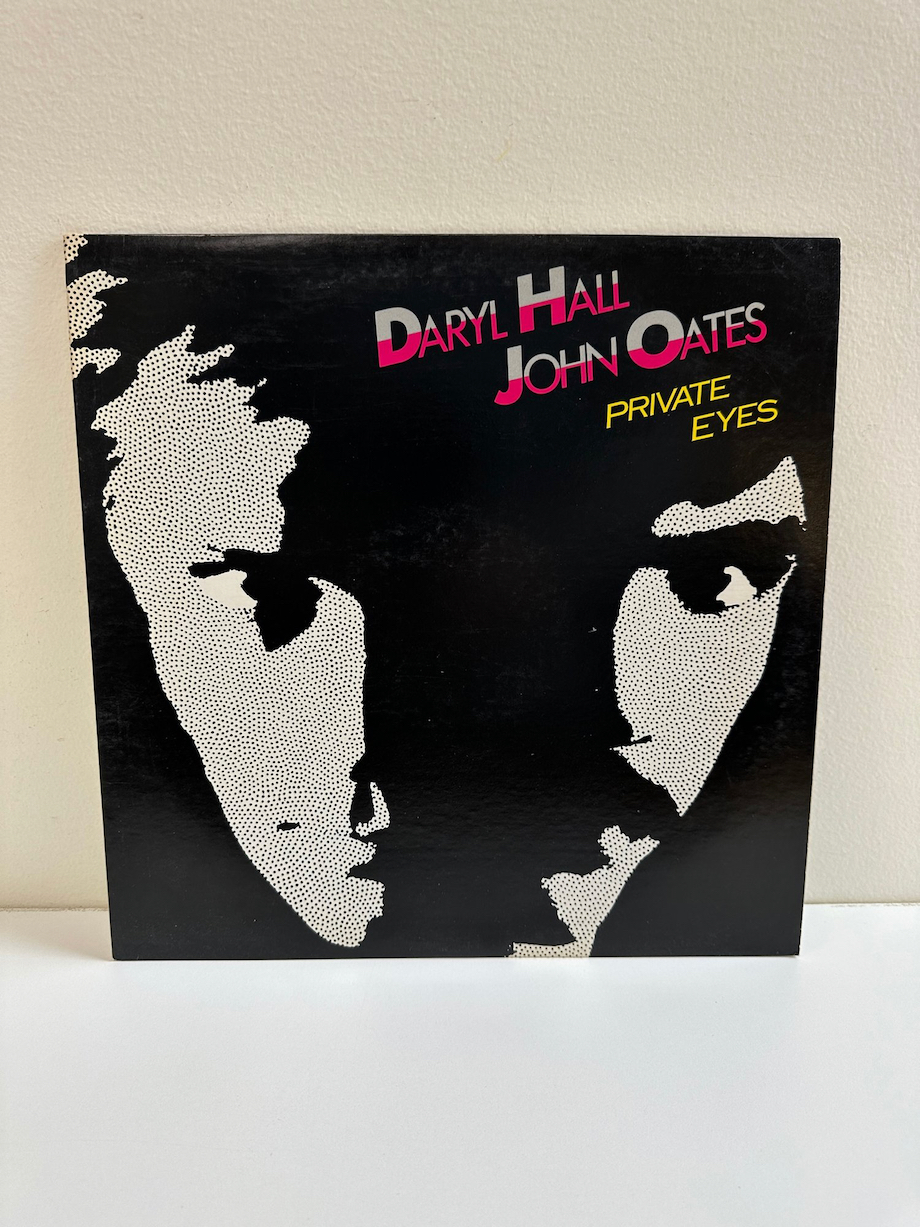 DARYL HALL
JOHN OATES
PRIVATE
EYES